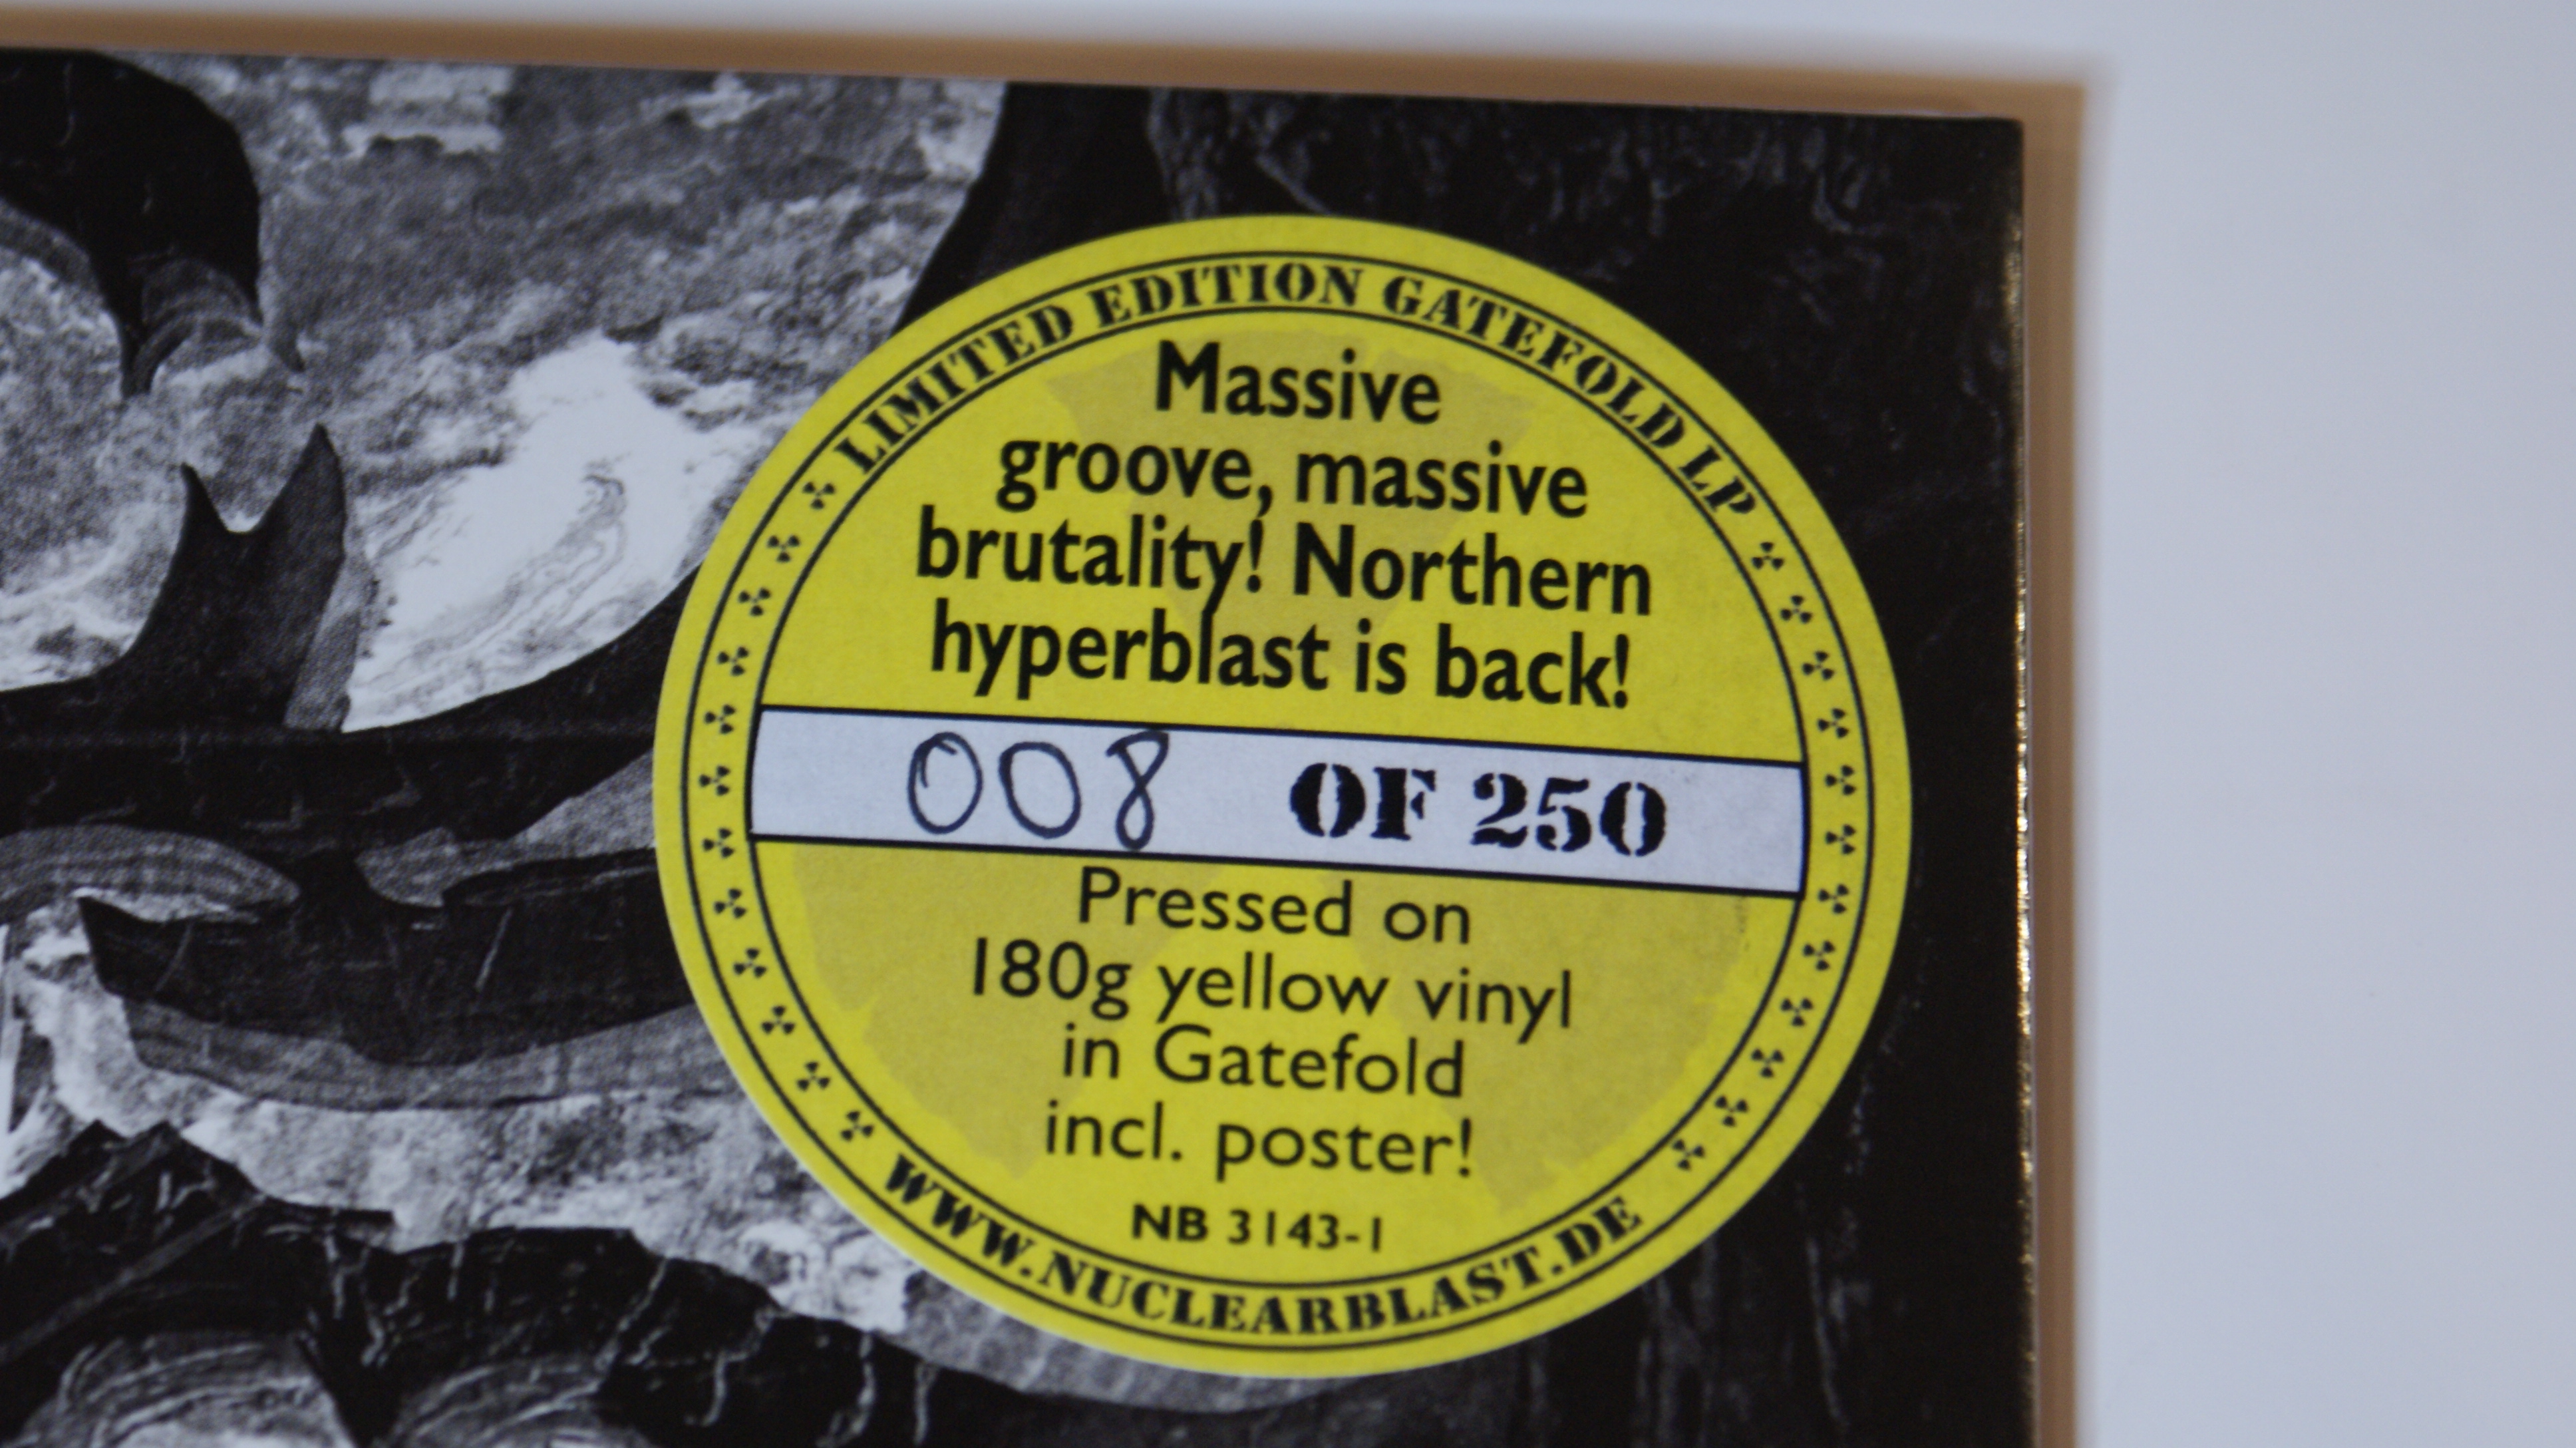 LIMITED EDITION GATEFOLD LP
Massive
groove, massive
brutality! Northern
hyperblast is back!
008 OF 250
Pressed on
180g yellow vinyl
in Gatefold
incl. poster!
NB 3143-1
WWW.NUCLEARBLAST.DE